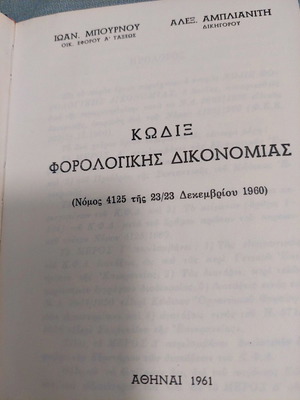 ΙΩΑΝ. ΜΠΟΥΡΝΟΥ
ΟΙΚ. ΕΦΟΡΟΥ Α' ΤΑΞΕΩΣ
ΑΛΕΞ. ΑΜΠΛΙΑΝΙΤΗ
ΔΙΚΗΓΟΡΟΥ
ΚΩΔΙΞ
ΦΟΡΟΛΟΓΙΚΗΣ ΔΙΚΟΝΟΜΙΑΣ
(Νόμος 4125 τῆς 23/23 Δεκεμβρίου 1960)
ΑΘΗΝΑΙ 1961